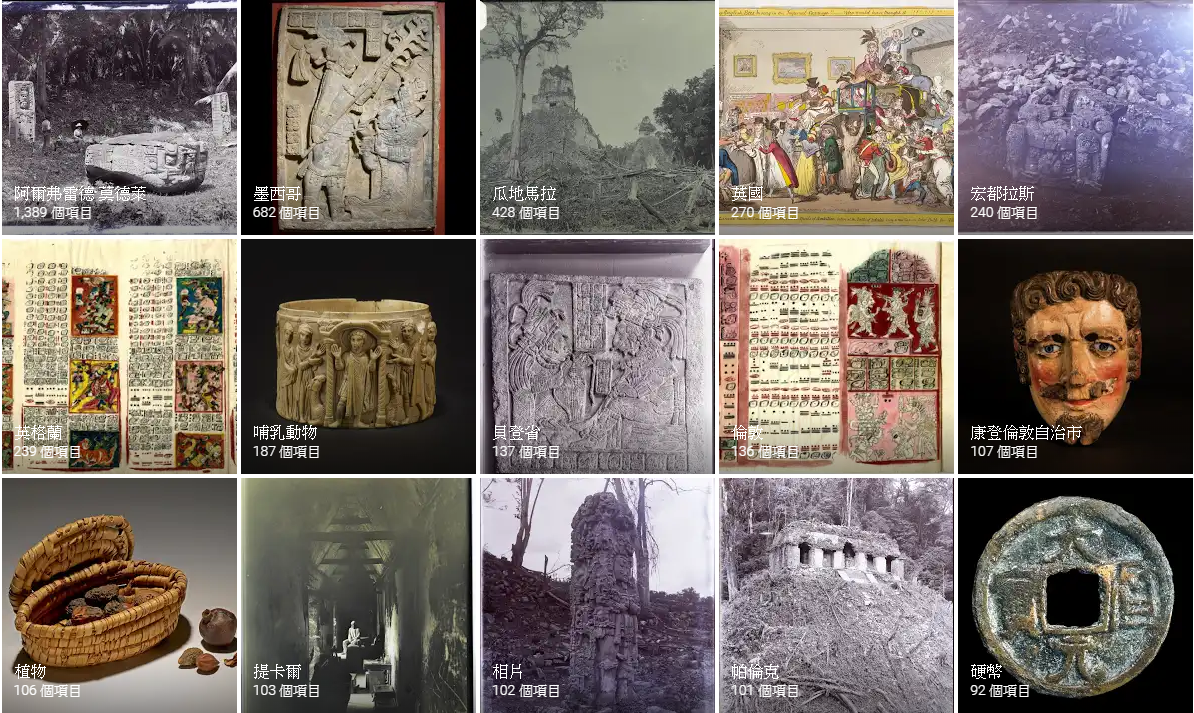 阿爾弗雷德·莫德萊
1,389 個項目
墨西哥
682 個項目
瓜地馬拉
428 個項目
英國
270 個項目
宏都拉斯
240 個項目
英格蘭
239 個項目
哺乳動物
187 個項目
貝登省
137 個項目
倫敦
136 個項目
康登倫敦自治市
107 個項目
植物
106 個項目
提卡爾
103 個項目
相片
102 個項目
帕倫克
101 個項目
硬幣
92 個項目